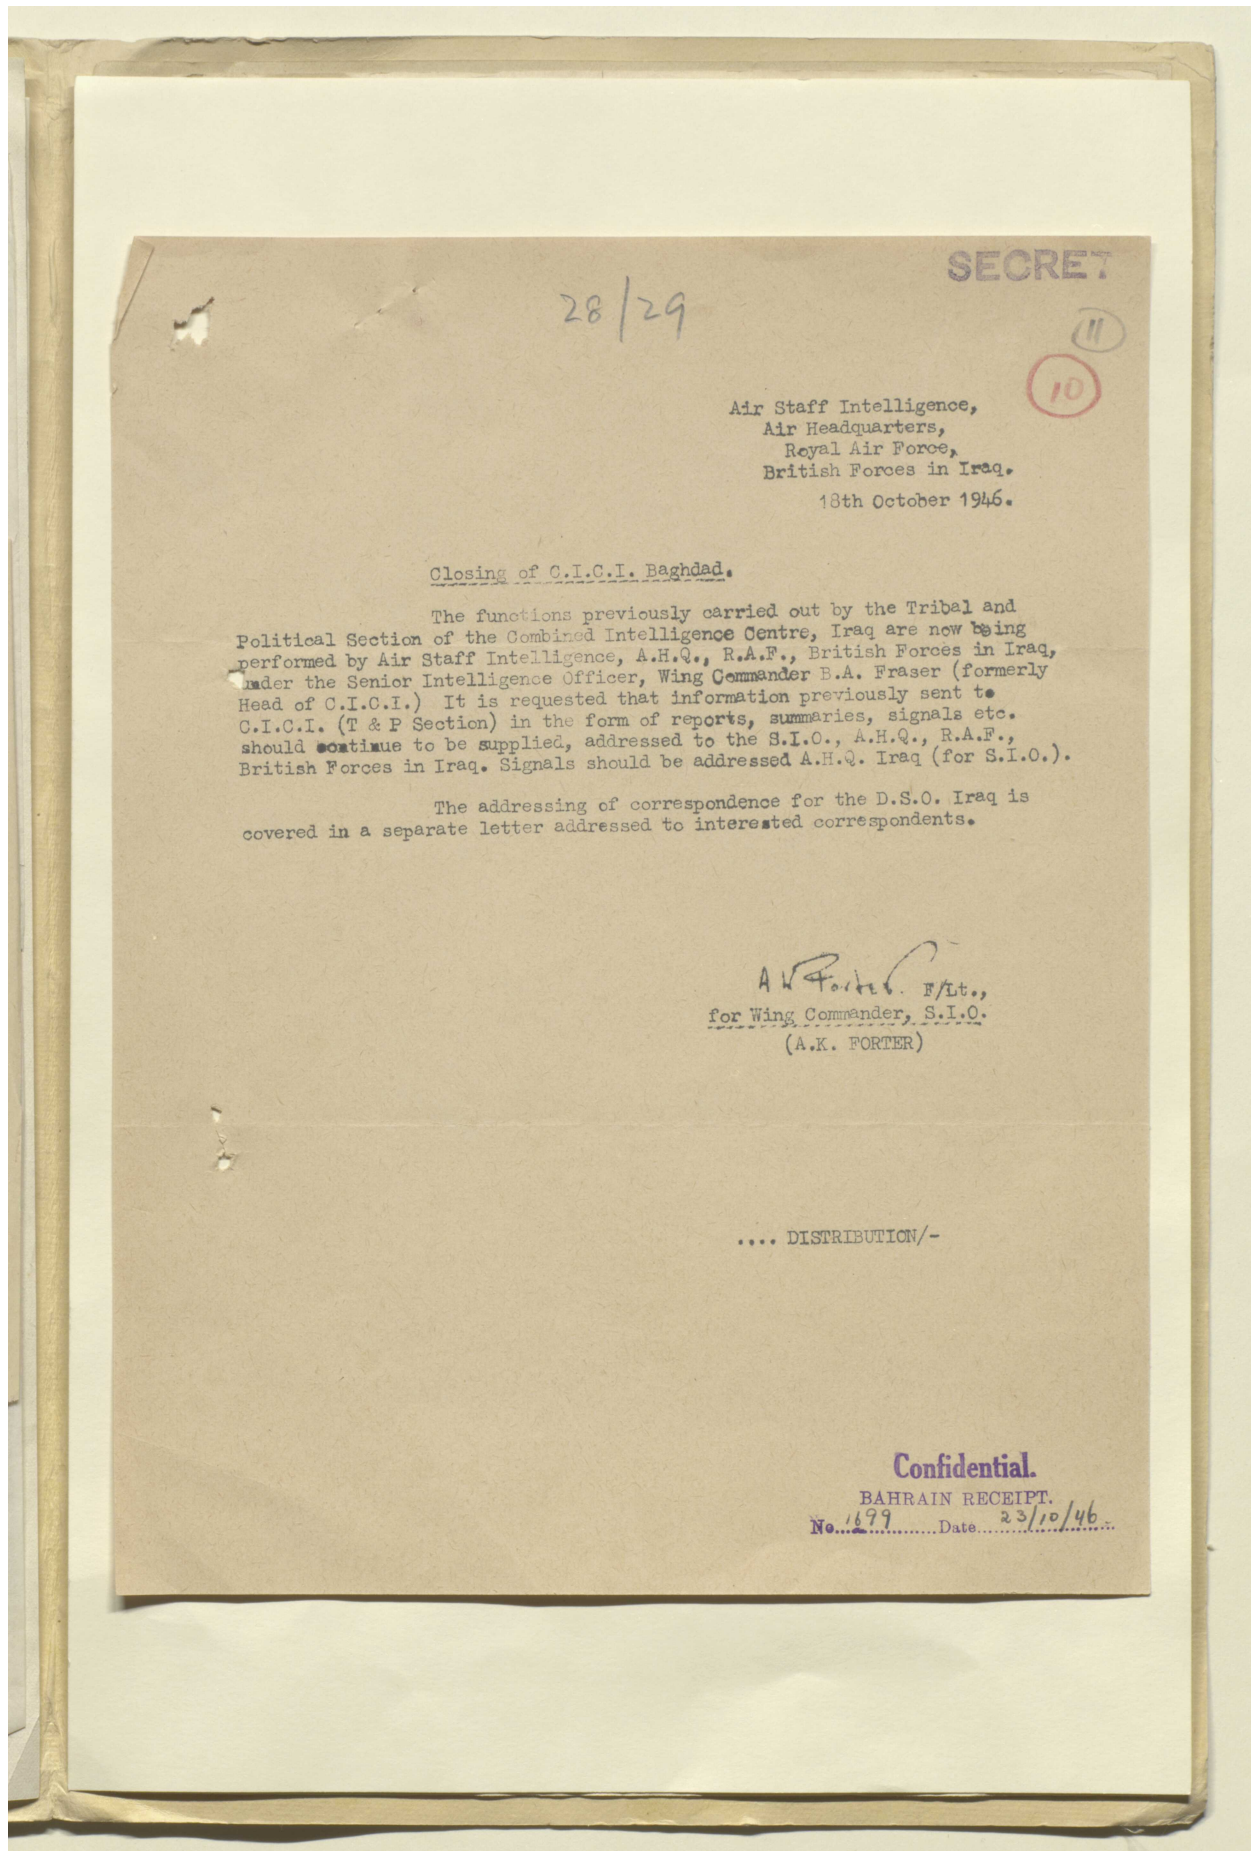 SECRET
28/29
11
10
Air Staff Intelligence,
Air Headquarters,
Royal Air Force,
British Forces in Iraq.
18th October 1946.
Closing of C.I.C.I. Baghdad.
The functions previously carried out by the Tribal and
Political Section of the Combined Intelligence Centre, Iraq are now being
performed by Air Staff Intelligence, A.H.Q., R.A.F., British Forces in Iraq,
under the Senior Intelligence Officer, Wing Commander B.A. Fraser (formerly
Head of C.I.C.I.) It is requested that information previously sent to
C.I.C.I. (T & P Section) in the form of reports, summaries, signals etc.
should continue to be supplied, addressed to the S.I.O., A.H.Q., R.A.F.,
British Forces in Iraq. Signals should be addressed A.H.Q. Iraq (for S.I.O.).
The addressing of correspondence for the D.S.O. Iraq is
covered in a separate letter addressed to interested correspondents.
A K Forter. F/Lt.,
for Wing Commander, S.I.O.
(A.K. FORTER)
.... DISTRIBUTION/-
Confidential.
BAHRAIN RECEIPT.
No. 1699 Date 23/10/46